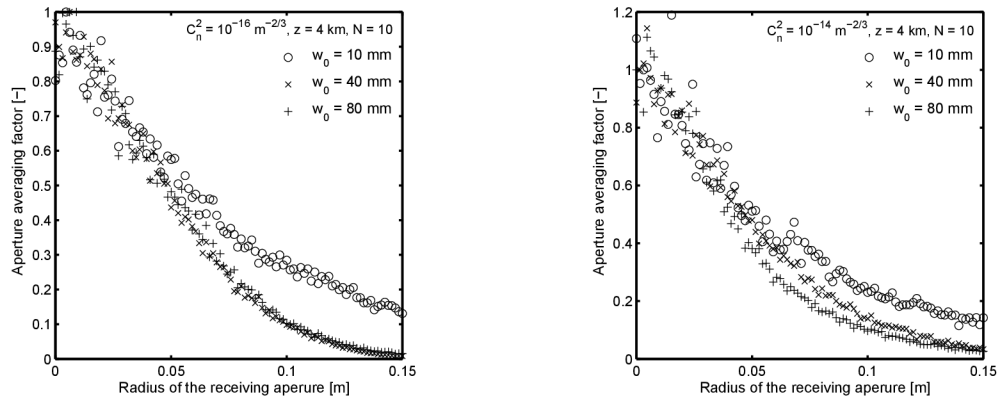 C_n^2 = 10^−16 m^−2/3, z = 4 km, N = 10
w_0 = 10 mm
w_0 = 40 mm
w_0 = 80 mm
Aperture averaging factor [−]
1
0.9
0.8
0.7
0.6
0.5
0.4
0.3
0.2
0.1
0
0 0.05 0.1 0.15
Radius of the receiving aperure [m]
C_n^2 = 10^−14 m^−2/3, z = 4 km, N = 10
w_0 = 10 mm
w_0 = 40 mm
w_0 = 80 mm
Aperture averaging factor [−]
1.2
1
0.8
0.6
0.4
0.2
0
0 0.05 0.1 0.15
Radius of the receiving aperure [m]